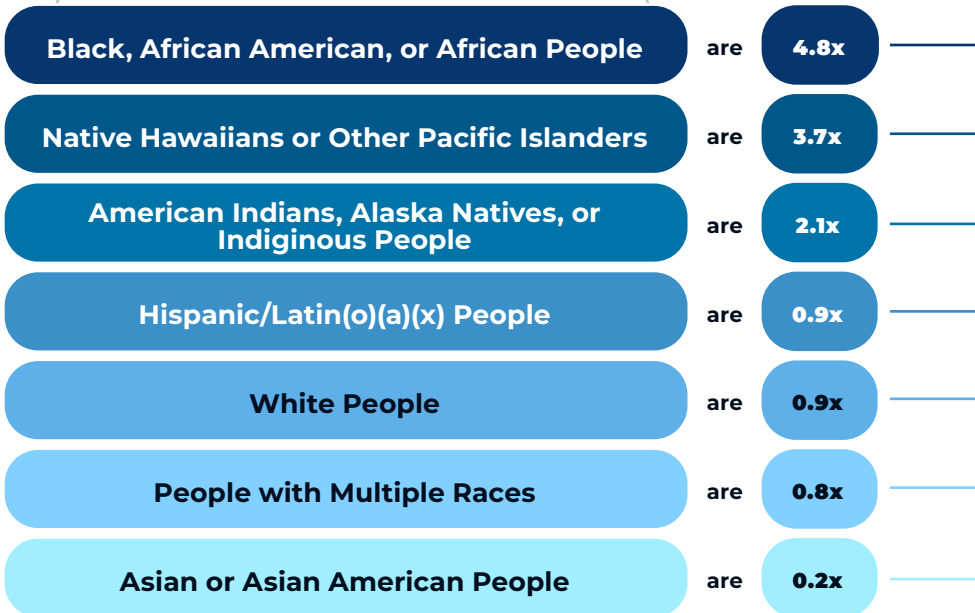 Black, African American, or African People are 4.8x
Native Hawaiians or Other Pacific Islanders are 3.7x
American Indians, Alaska Natives, or
Indiginous People are 2.1x
Hispanic/Latin(o)(a)(x) People are 0.9x
White People are 0.9x
People with Multiple Races are 0.8x
Asian or Asian American People are 0.2x